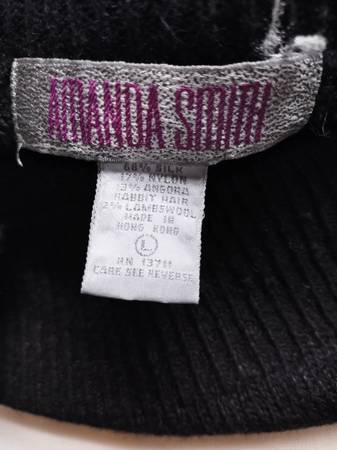 AMANDA SMITH
68% SILK
17% NYLON
13% ANGORA
RABBIT HAIR
2% LAMBSWOOL
MADE IN
HONG KONG
L
RN 13711
CARE SEE REVERSE